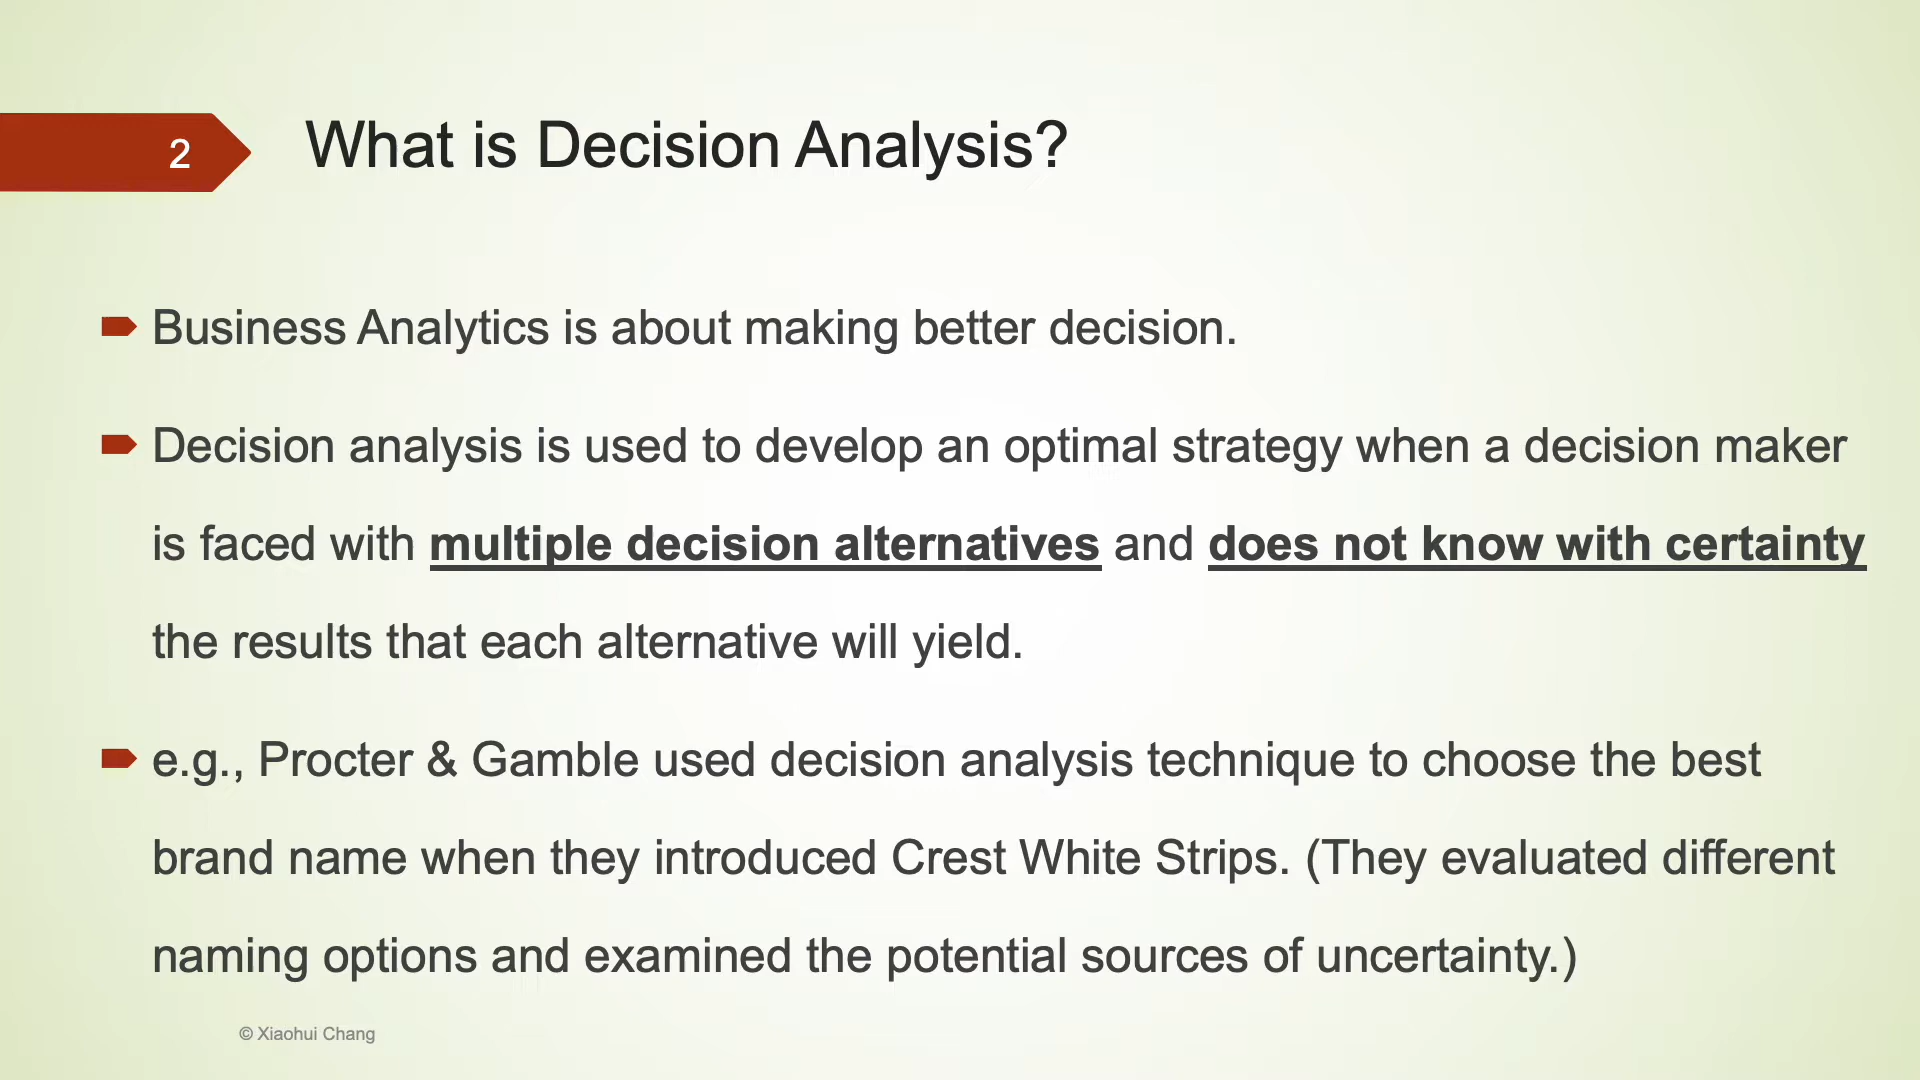 2
What is Decision Analysis?
Business Analytics is about making better decision.
Decision analysis is used to develop an optimal strategy when a decision maker
is faced with multiple decision alternatives and does not know with certainty
the results that each alternative will yield.
e.g., Procter & Gamble used decision analysis technique to choose the best
brand name when they introduced Crest White Strips. (They evaluated different
naming options and examined the potential sources of uncertainty.)
© Xiaohui Chang